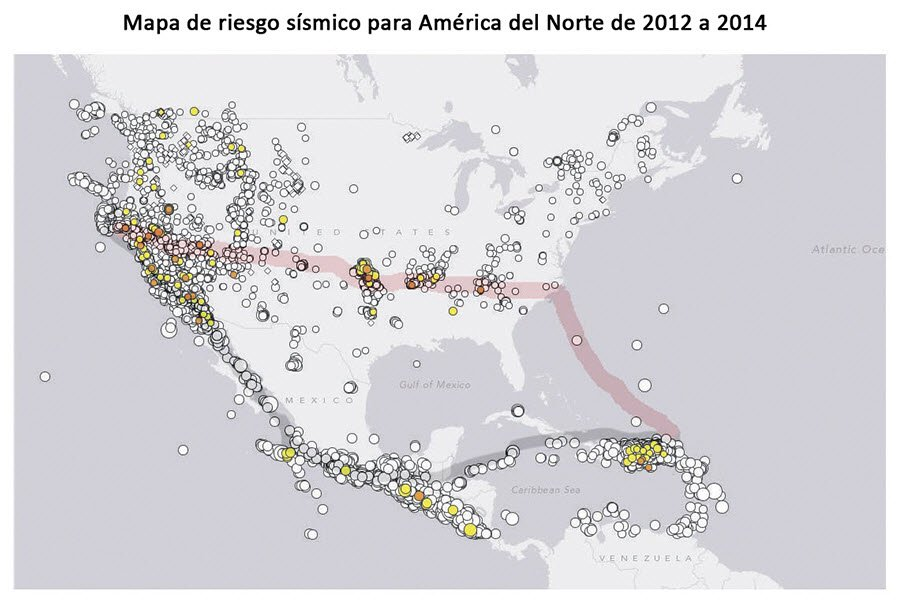 Mapa de riesgo sísmico para América del Norte de 2012 a 2014
UNITED STATES
Atlantic Oce
Gulf of Mexico
MEXICO
Caribbean Sea
VENEZUELA